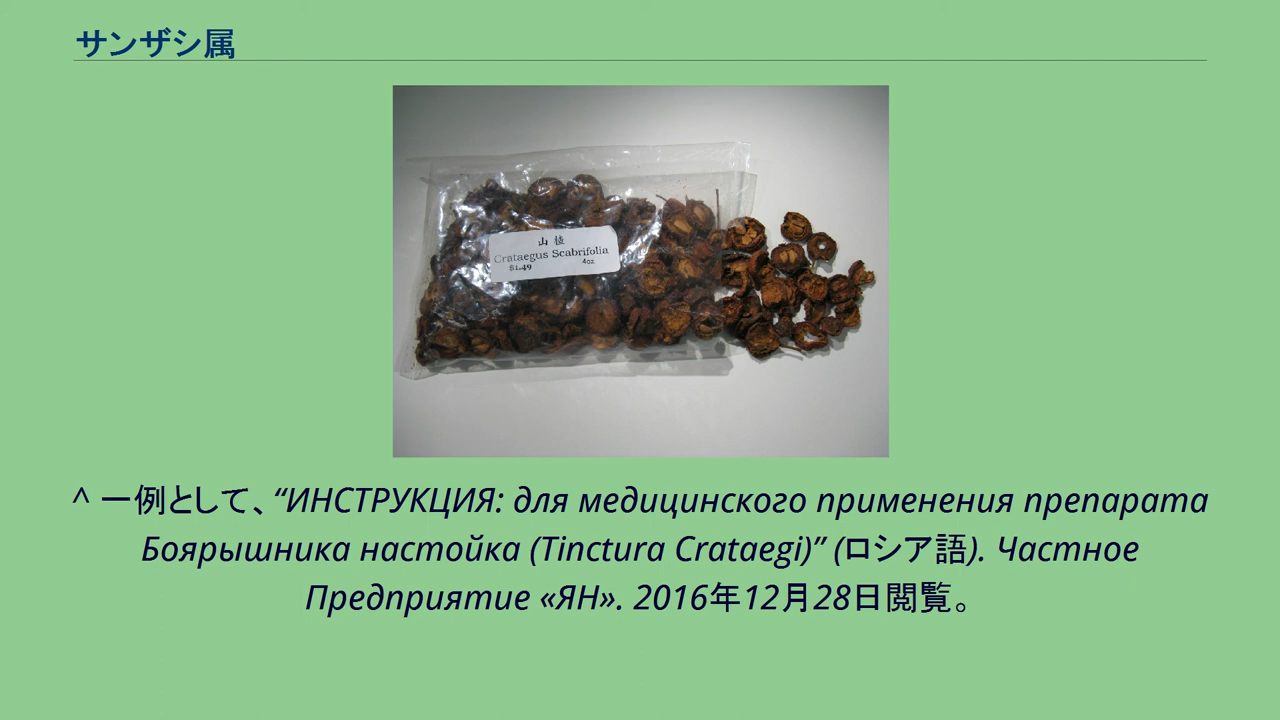 サンザシ属
山 楂
Crataegus Scabrifolia
$1.49 4oz
^ 一例として、“ИНСТРУКЦИЯ: для медицинского применения препарата
Боярышника настойка (Tinctura Crataegi)” (ロシア語). Частное
Предприятие «ЯН». 2016年12月28日閲覧。